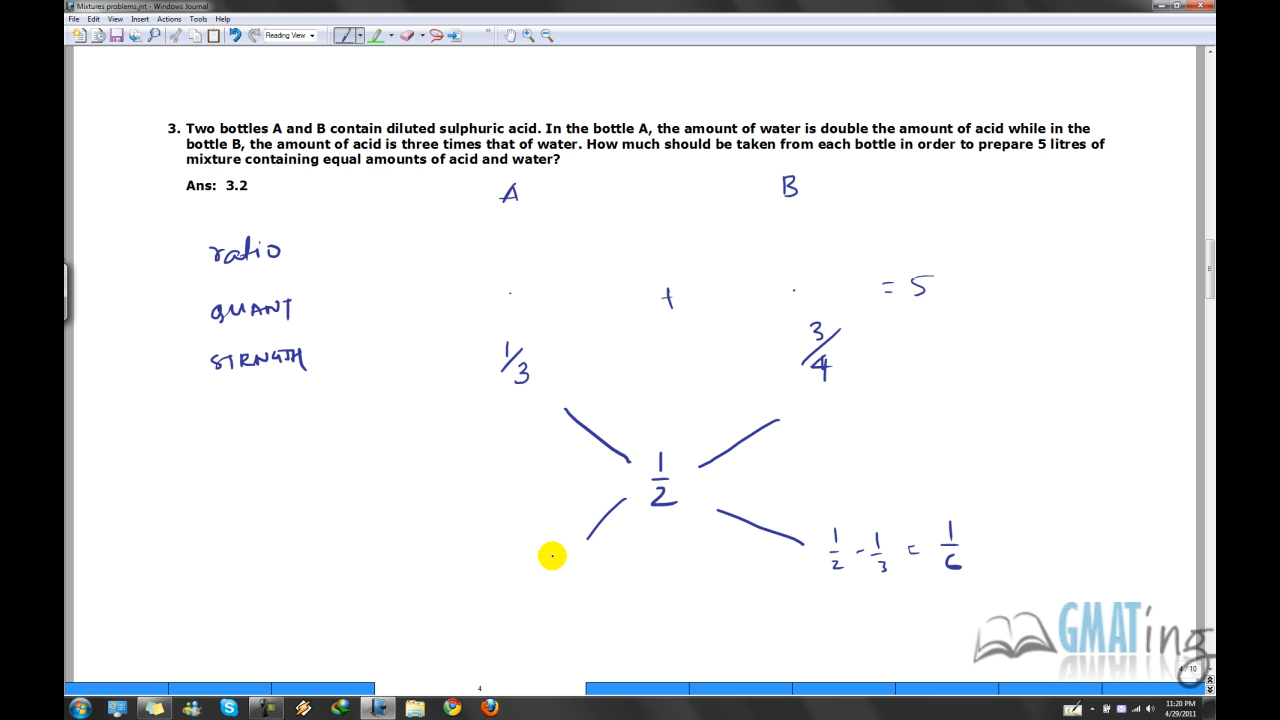 Mixtures problems.jnt - Windows Journal
File Edit View Insert Actions Tools Help
Reading View
3. Two bottles A and B contain diluted sulphuric acid. In the bottle A, the amount of water is double the amount of acid while in the
bottle B, the amount of acid is three times that of water. How much should be taken from each bottle in order to prepare 5 litres of
mixture containing equal amounts of acid and water?
Ans: 3.2
A B
ratio
QUANT + = 5
STRNGTH 1/3 3/4
1/2
1/2 - 1/3 = 1/6
GMATing
4 / 10
4
11:20 PM
4/29/2011